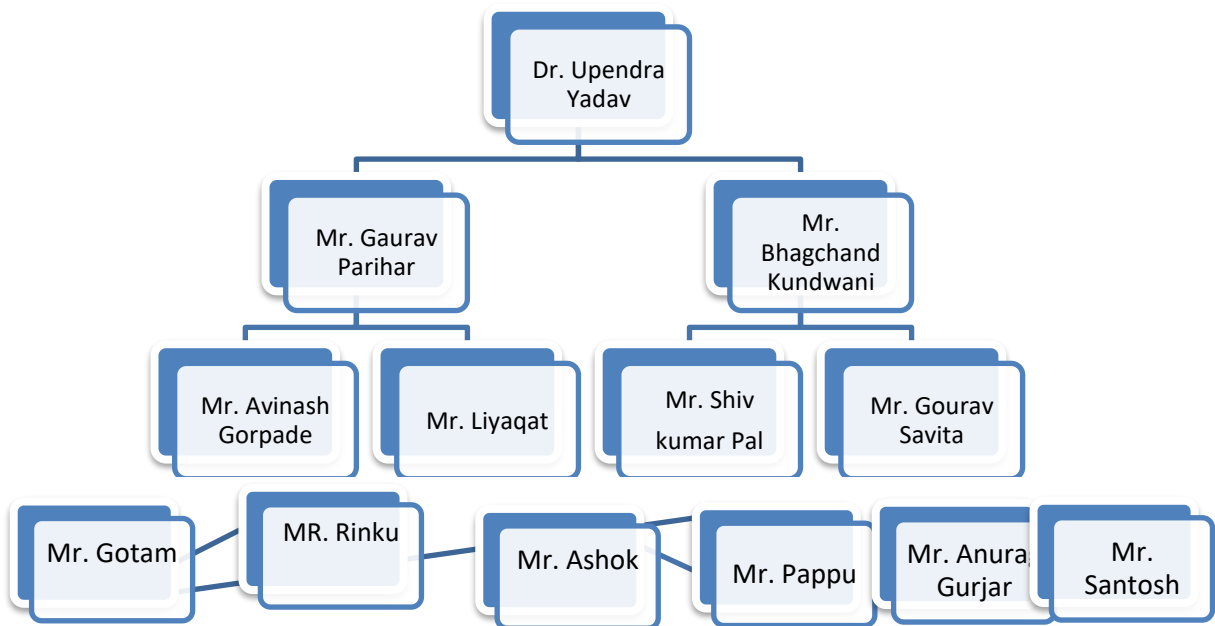 Dr. Upendra
Yadav
Mr. Gaurav
Parihar
Mr.
Bhagchand
Kundwani
Mr. Avinash
Gorpade
Mr. Liyaqat
Mr. Shiv
kumar Pal
Mr. Gourav
Savita
Mr. Gotam
MR. Rinku
Mr. Ashok
Mr. Pappu
Mr. Anurag
Gurjar
Mr.
Santosh